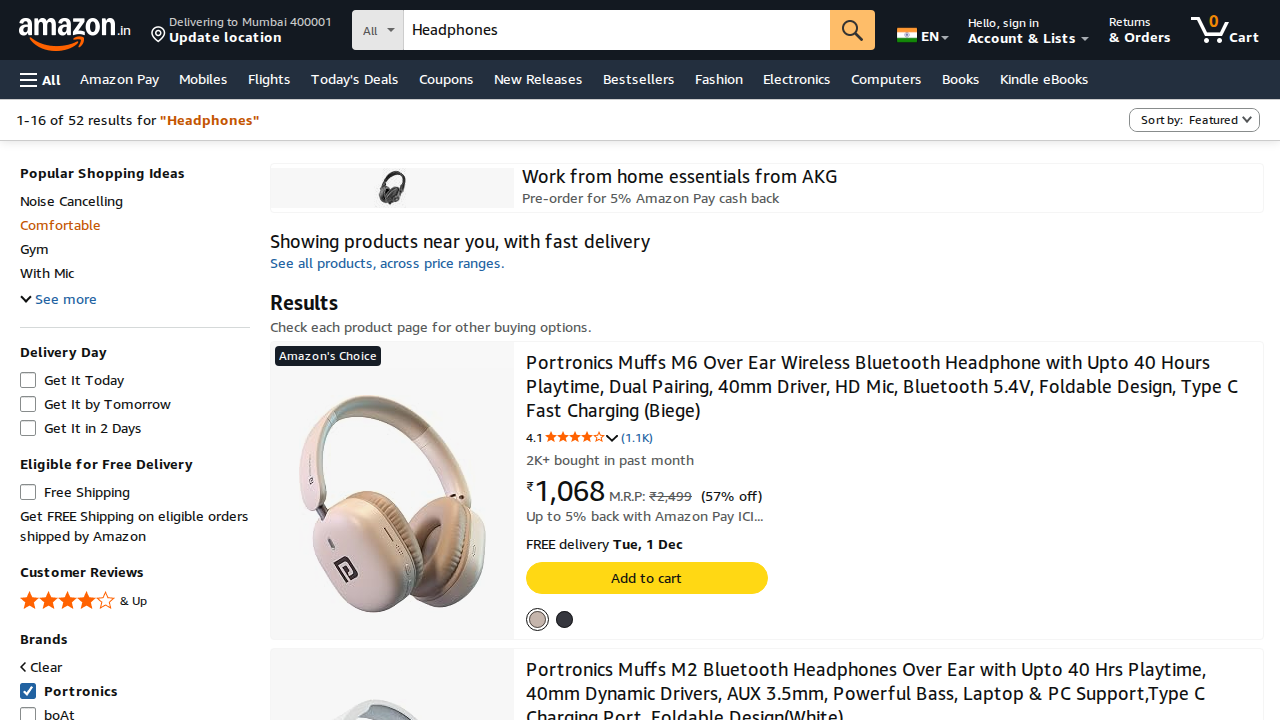 amazon.in
Delivering to Mumbai 400001
Update location
All
Headphones
EN
Hello, sign in
Account & Lists
Returns
& Orders
0
Cart
All
Amazon Pay
Mobiles
Flights
Today's Deals
Coupons
New Releases
Bestsellers
Fashion
Electronics
Computers
Books
Kindle eBooks
1-16 of 52 results for "Headphones"
Sort by: Featured
Popular Shopping Ideas
Noise Cancelling
Comfortable
Gym
With Mic
See more
Delivery Day
Get It Today
Get It by Tomorrow
Get It in 2 Days
Eligible for Free Delivery
Free Shipping
Get FREE Shipping on eligible orders
shipped by Amazon
Customer Reviews
& Up
Brands
Clear
Portronics
boAt
Work from home essentials from AKG
Pre-order for 5% Amazon Pay cash back
Showing products near you, with fast delivery
See all products, across price ranges.
Results
Check each product page for other buying options.
Amazon's Choice
Portronics Muffs M6 Over Ear Wireless Bluetooth Headphone with Upto 40 Hours
Playtime, Dual Pairing, 40mm Driver, HD Mic, Bluetooth 5.4V, Foldable Design, Type C
Fast Charging (Biege)
4.1 (1.1K)
2K+ bought in past month
₹1,068 M.R.P: ₹2,499 (57% off)
Up to 5% back with Amazon Pay ICI...
FREE delivery Tue, 1 Dec
Add to cart
Portronics Muffs M2 Bluetooth Headphones Over Ear with Upto 40 Hrs Playtime,
40mm Dynamic Drivers, AUX 3.5mm, Powerful Bass, Laptop & PC Support,Type C
Charging Port, Foldable Design(White)